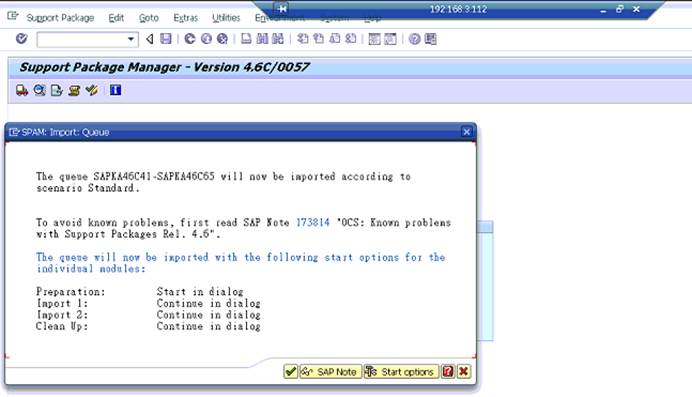 192.168.3.112
Support Package Edit Goto Extras Utilities
Support Package Manager - Version 4.6C/0057
SPAM: Import: Queue
The queue SAPKA46C41-SAPKA46C65 will now be imported according to
scenario Standard.
To avoid known problems, first read SAP Note 173814 'OCS: Known problems
with Support Packages Rel. 4.6".
The queue will now be imported with the following start options for the
individual modules:
Preparation: Start in dialog
Import 1: Continue in dialog
Import 2: Continue in dialog
Clean Up: Continue in dialog
SAP Note Start options